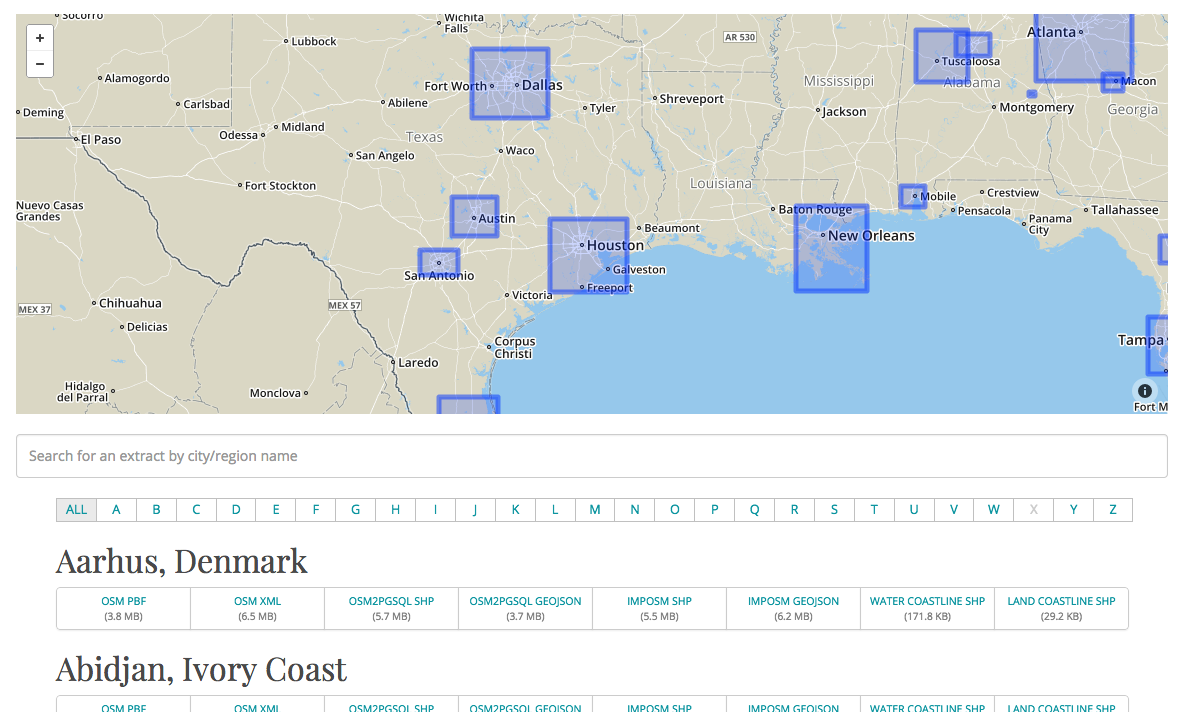 Socorro
Wichita
Falls
+
Lubbock
AR 530
Atlanta
−
Tuscaloosa
Alamogordo
Fort Worth
Dallas
Mississippi
Alabama
Macon
Carlsbad
Abilene
Tyler
Shreveport
Deming
Jackson
Montgomery
Georgia
Midland
Odessa
Texas
El Paso
Waco
San Angelo
Fort Stockton
Louisiana
Mobile
Crestview
Nuevo Casas
Grandes
Baton Rouge
Pensacola
Tallahassee
Austin
Panama
City
Beaumont
New Orleans
Houston
San Antonio
Galveston
Freeport
Victoria
MEX 37
Chihuahua
MEX 57
Delicias
Corpus
Christi
Tampa
Laredo
Hidalgo
del Parral
Monclova
i
Fort M
Search for an extract by city/region name
ALL A B C D E F G H I J K L M N O P Q R S T U V W X Y Z
Aarhus, Denmark
OSM PBF OSM XML OSM2PGSQL SHP OSM2PGSQL GEOJSON IMPOSM SHP IMPOSM GEOJSON WATER COASTLINE SHP LAND COASTLINE SHP
(3.8 MB) (6.5 MB) (5.7 MB) (3.7 MB) (5.5 MB) (6.2 MB) (171.8 KB) (29.2 KB)
Abidjan, Ivory Coast
OSM PBF OSM XML OSM2PGSQL SHP OSM2PGSQL GEOJSON IMPOSM SHP IMPOSM GEOJSON WATER COASTLINE SHP LAND COASTLINE SHP